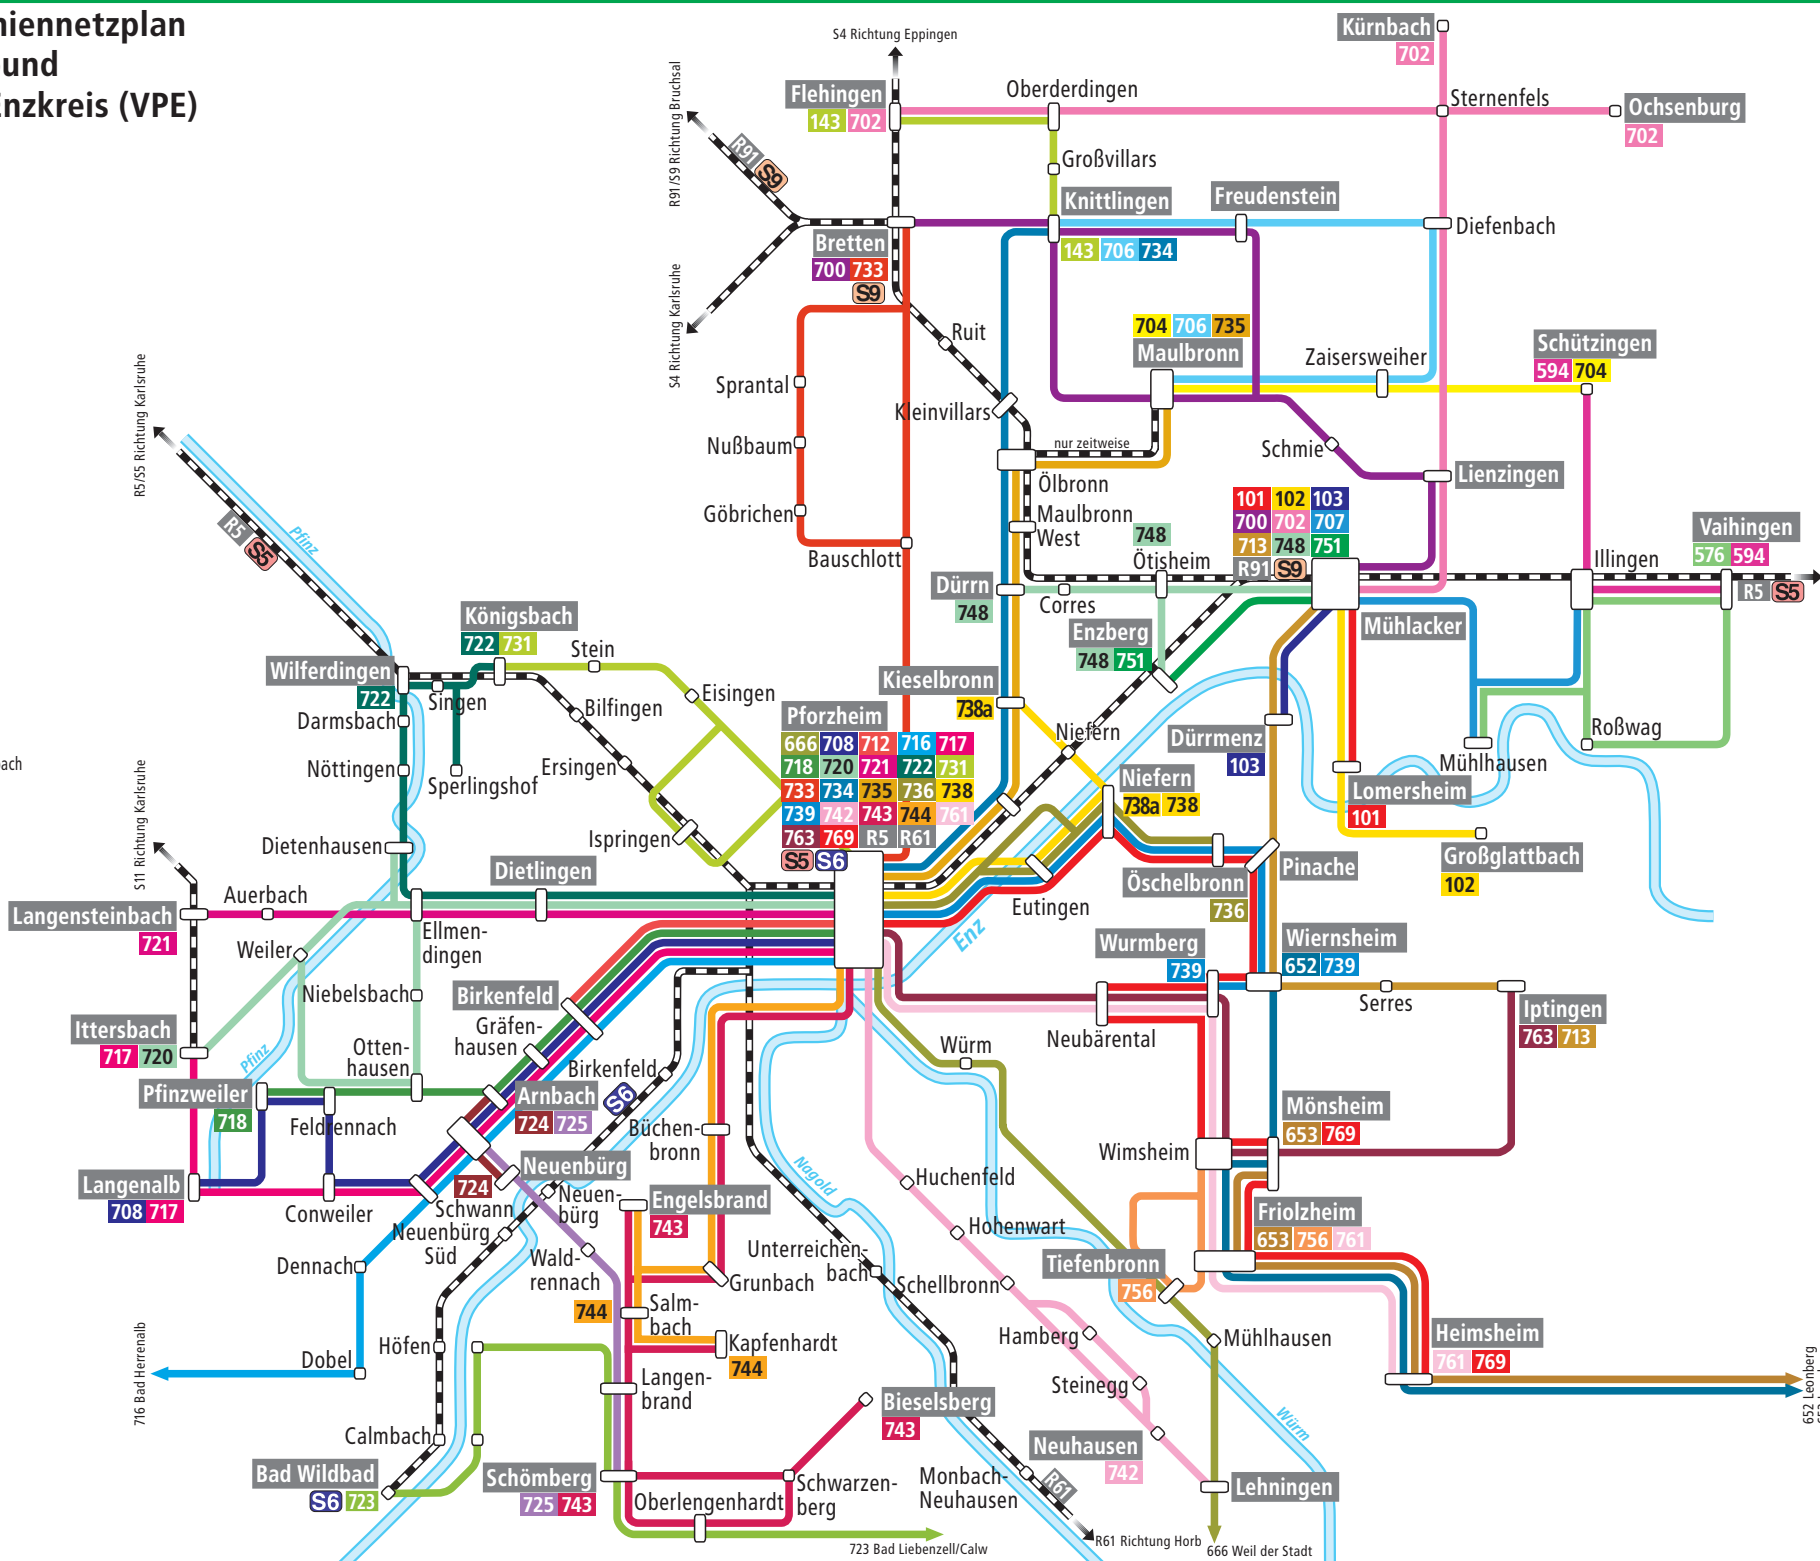 niennetzplan
und
Enzkreis (VPE)
S4 Richtung Eppingen
R91/S9 Richtung Bruchsal
R91 S9
S4 Richtung Karlsruhe
Kürnbach
702
Flehingen
143 702
Oberderdingen
Sternenfels
Ochsenburg
702
Großvillars
Knittlingen
143 706 734
Freudenstein
Diefenbach
Bretten
700 733
S9
Ruit
704 706 735
Maulbronn
Zaisersweiher
Schützingen
594 704
Sprantal
Kleinvillars
nur zeitweise
Nußbaum
Schmie
Lienzingen
Ölbronn
Göbrichen
Maulbronn
West
748
Ötisheim
101 102 103
700 702 707
713 748 751
R91 S9
Vaihingen
576 594
R5 S5
Illingen
Bauschlott
Dürrn
748
Corres
Enzberg
748 751
Mühlacker
R5/S5 Richtung Karlsruhe
R5 S5
Pfinz
Königsbach
722 731
Stein
Wilferdingen
722
Singen
Eisingen
Bilfingen
Darmsbach
Nöttingen
Sperlingshof
Ersingen
Kieselbronn
738a
Niefern
Dürrmenz
103
Roßwag
Mühlhausen
ach
Pforzheim
666 708 712 716 717
718 720 721 722 731
733 734 735 736 738
739 742 743 744 761
763 769 R5 R61
S5 S6
Niefern
738a 738
Lomersheim
101
Großglattbach
102
Ispringen
Dietenhausen
S11 Richtung Karlsruhe
Auerbach
Dietlingen
Langensteinbach
721
Ellmen-
dingen
Weiler
Niebelsbach
Eutingen
Enz
Öschelbronn
736
Pinache
Wurmberg
739
Wiernsheim
652 739
Serres
Iptingen
763 713
Neubärental
Birkenfeld
Gräfen-
hausen
Ittersbach
717 720
Pfinz
Otten-
hausen
Birkenfeld
S6
Würm
Pfinzweiler
718
Feldrennach
Arnbach
724 725
Büchen-
bronn
Mönsheim
653 769
Wimsheim
Nagold
Huchenfeld
Langenalb
708 717
Conweiler
724
Schwann
Neuenbürg
Neuen-
bürg
Neuenbürg
Süd
Engelsbrand
743
Hohenwart
Friolzheim
653 756 761
Dennach
Wald-
rennach
Unterreichen-
bach
Grunbach
Schellbronn
Tiefenbronn
756
744
Salm-
bach
Kapfenhardt
744
Hamberg
Mühlhausen
Heimsheim
761 769
Höfen
Dobel
716 Bad Herrenalb
Langen-
brand
Steinegg
Bieselsberg
743
Würm
652 Leonberg
Calmbach
Bad Wildbad
S6 723
Schömberg
725 743
Oberlengenhardt
Schwarzen-
berg
Monbach-
Neuhausen
R61
Neuhausen
742
Lehningen
723 Bad Liebenzell/Calw
R61 Richtung Horb
666 Weil der Stadt